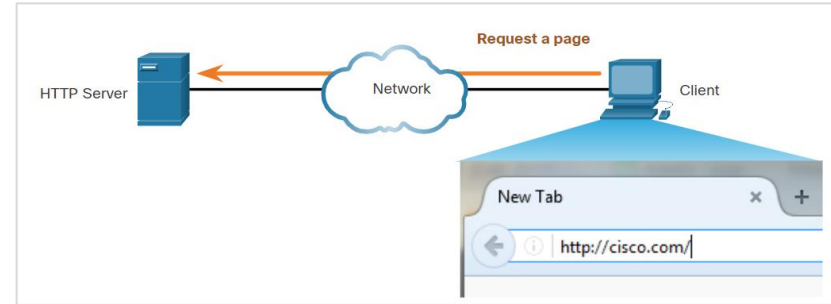 Request a page
HTTP Server
Network
Client
New Tab
http://cisco.com/